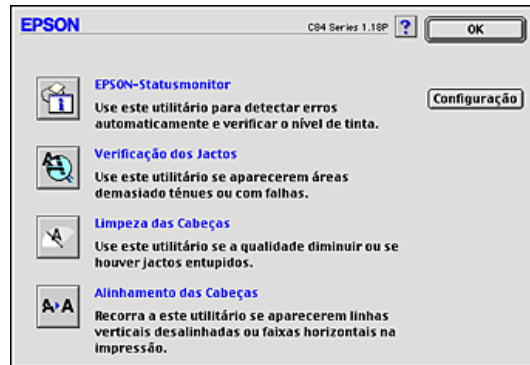 EPSON
C84 Series 1.18P
?
OK
EPSON-Statusmonitor
Use este utilitário para detectar erros
automaticamente e verificar o nível de tinta.
Configuração
Verificação dos Jactos
Use este utilitário se aparecerem áreas
demasiado ténues ou com falhas.
Limpeza das Cabeças
Use este utilitário se a qualidade diminuir ou se
houver jactos entupidos.
Alinhamento das Cabeças
Recorra a este utilitário se aparecerem linhas
verticais desalinhadas ou faixas horizontais na
impressão.